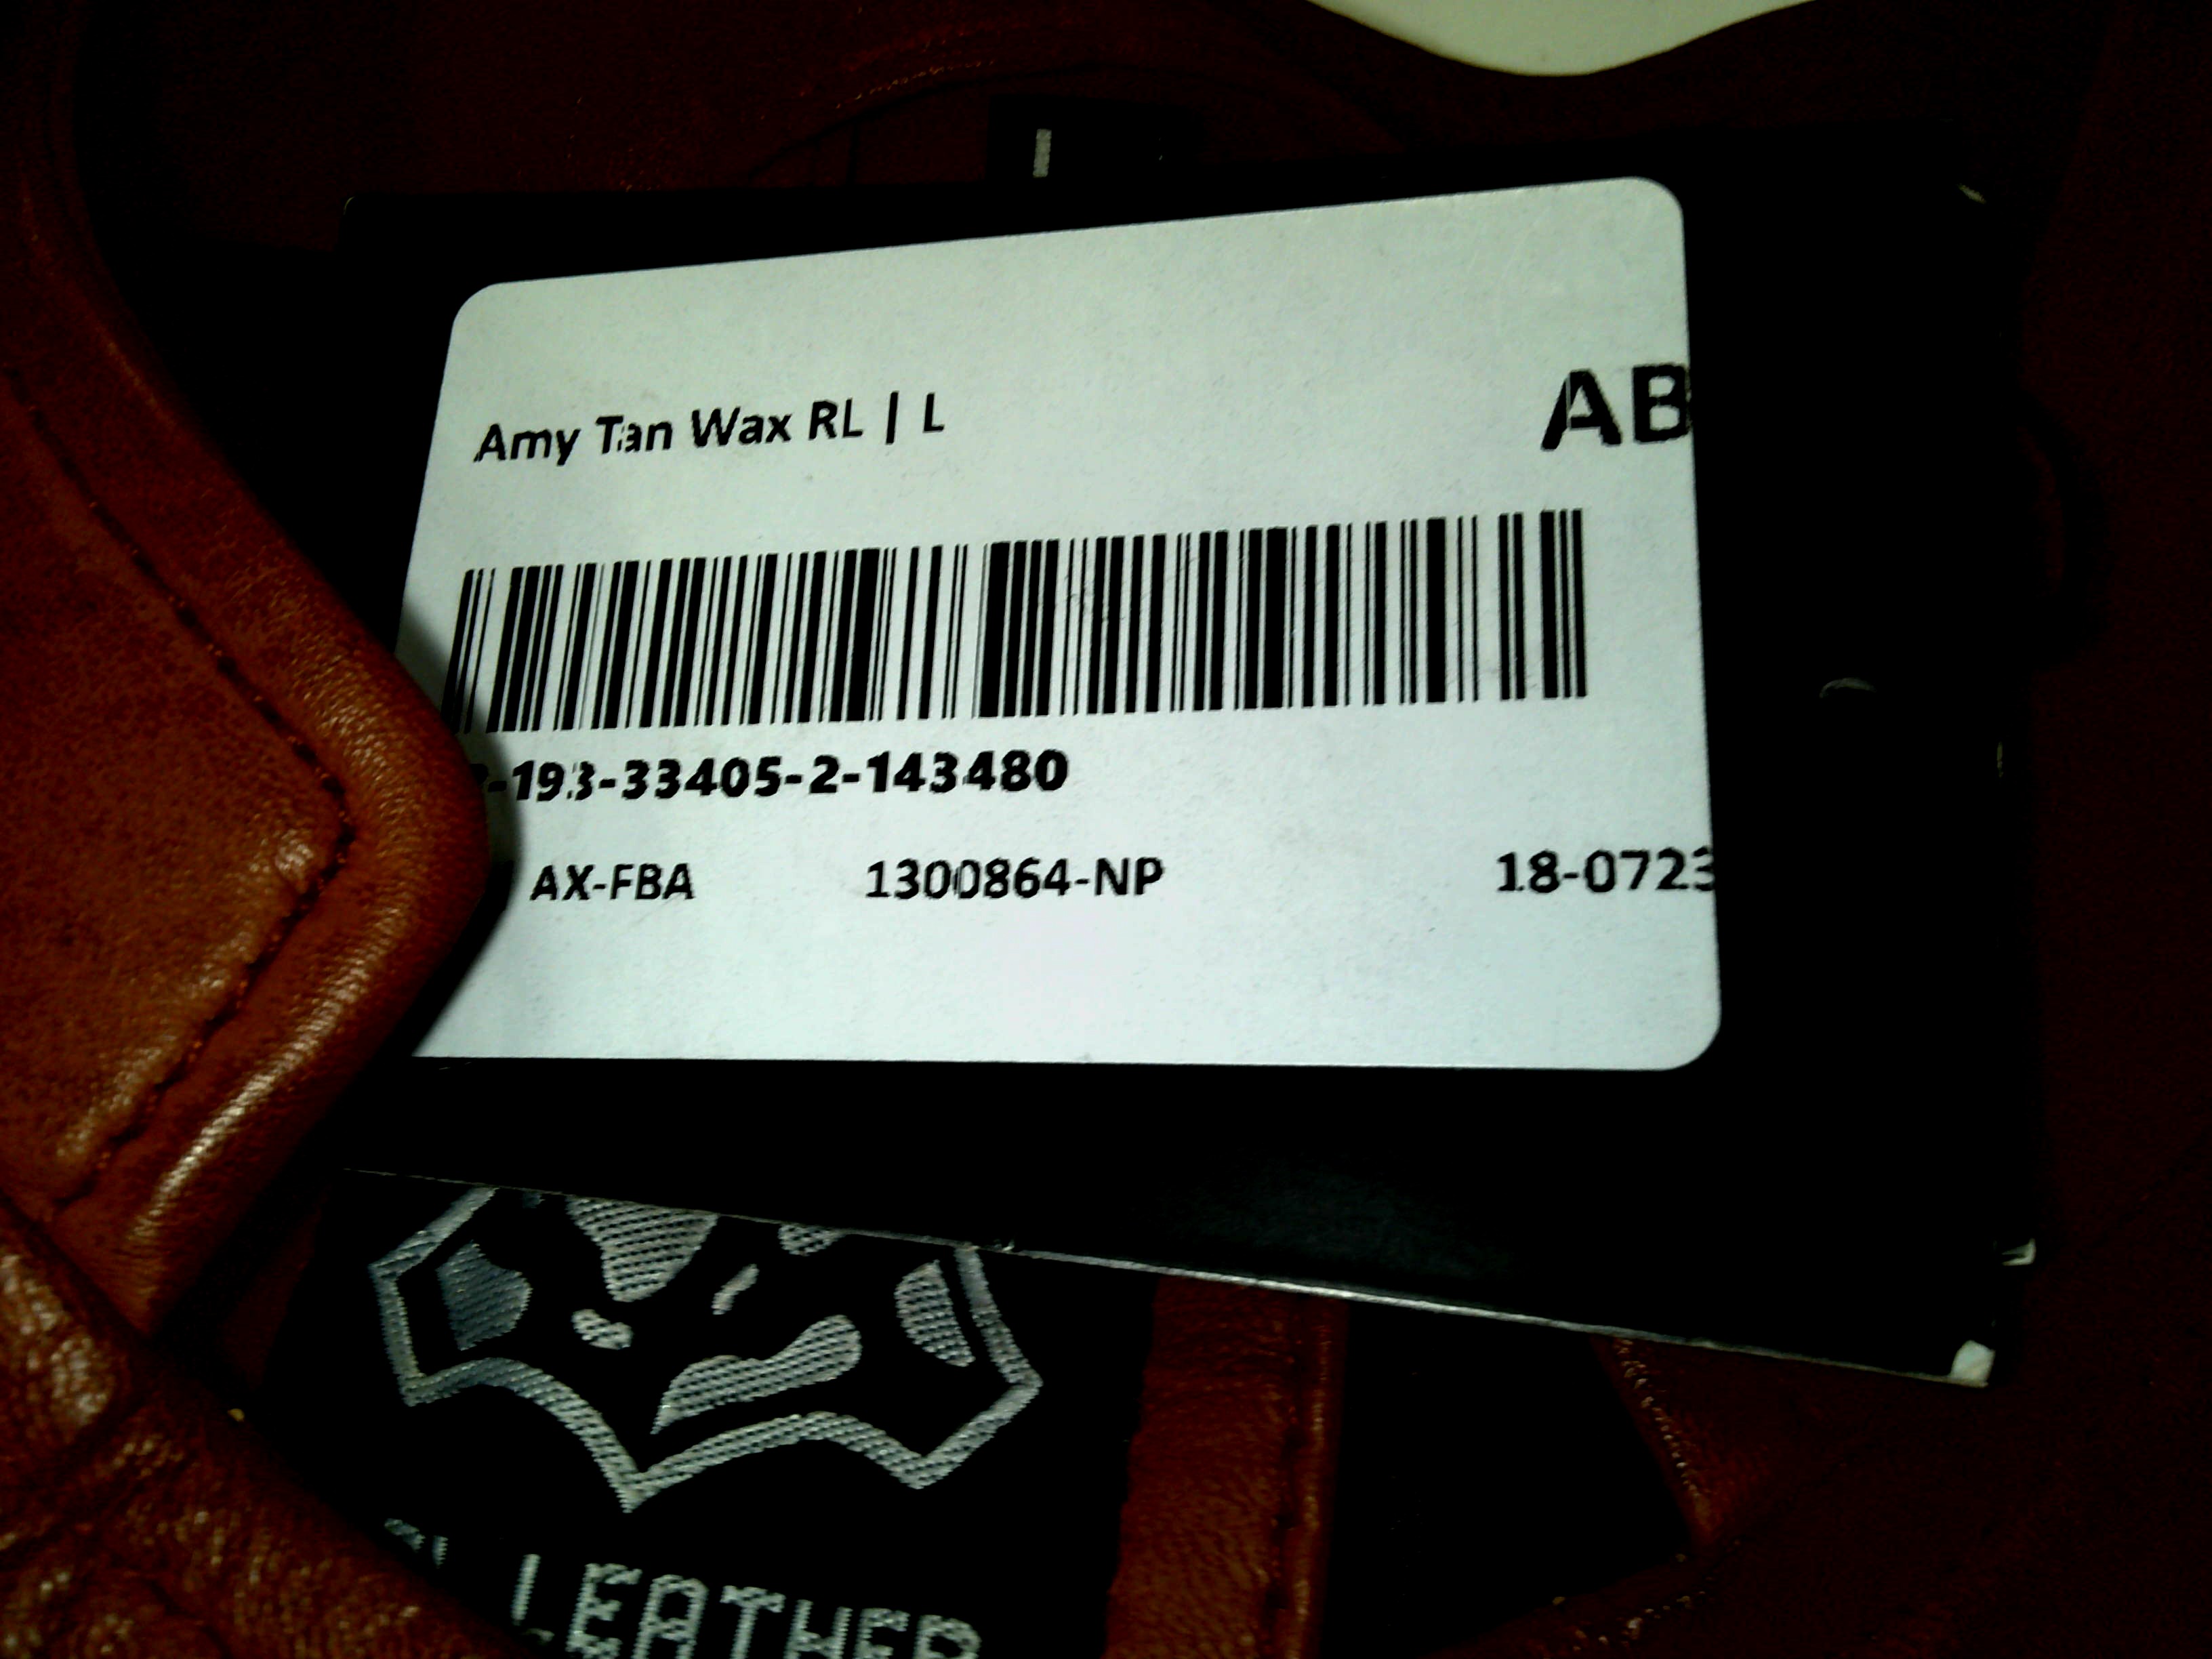 Amy Tan Wax RL | L
AB
-193-33405-2-143480
AX-FBA 1300864-NP 18-0723
LEATHER